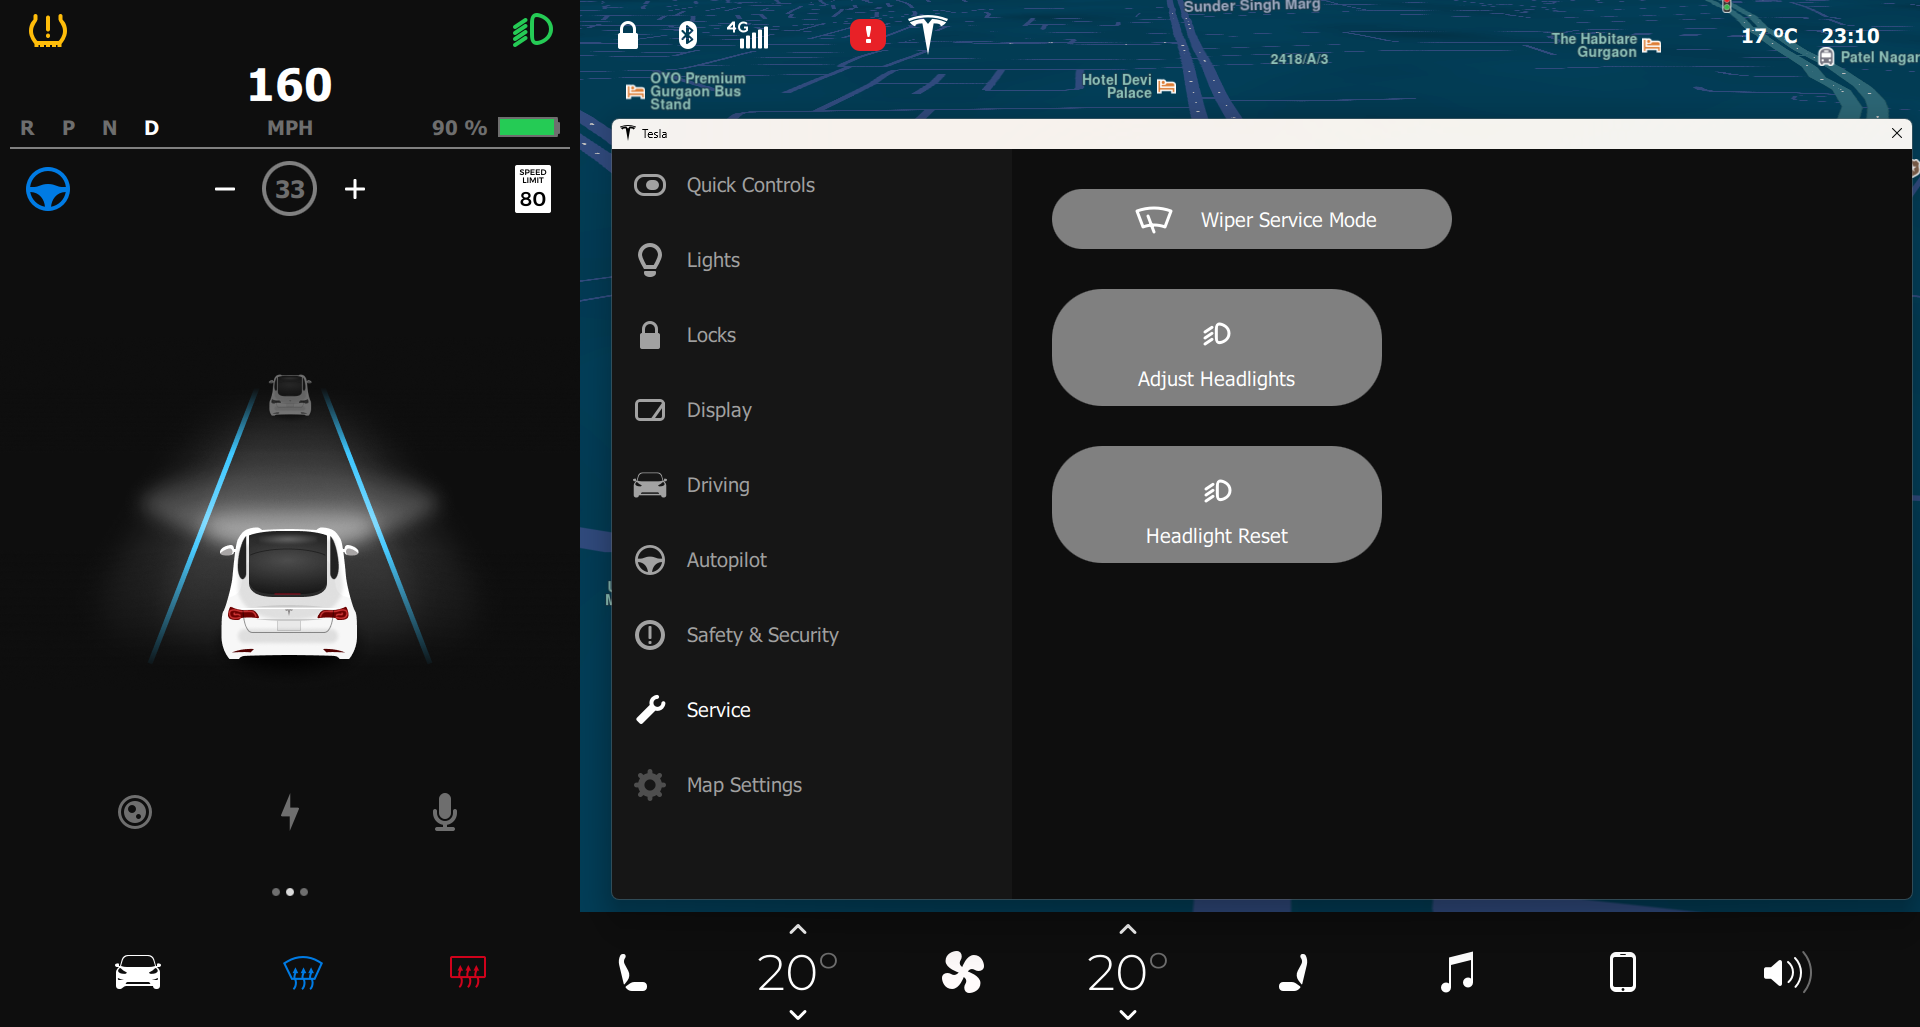 160
R P N D
MPH
90 %
33
SPEED
LIMIT
80
4G
!
Sunder Singh Marg
17 ºC
23:10
The Habitare
Gurgaon
2418/A/3
Patel Nagar
OYO Premium
Gurgaon Bus
Stand
Hotel Devi
Palace
Tesla
Quick Controls
Lights
Locks
Display
Driving
Autopilot
Safety & Security
Service
Map Settings
Wiper Service Mode
Adjust Headlights
Headlight Reset
20°
20°